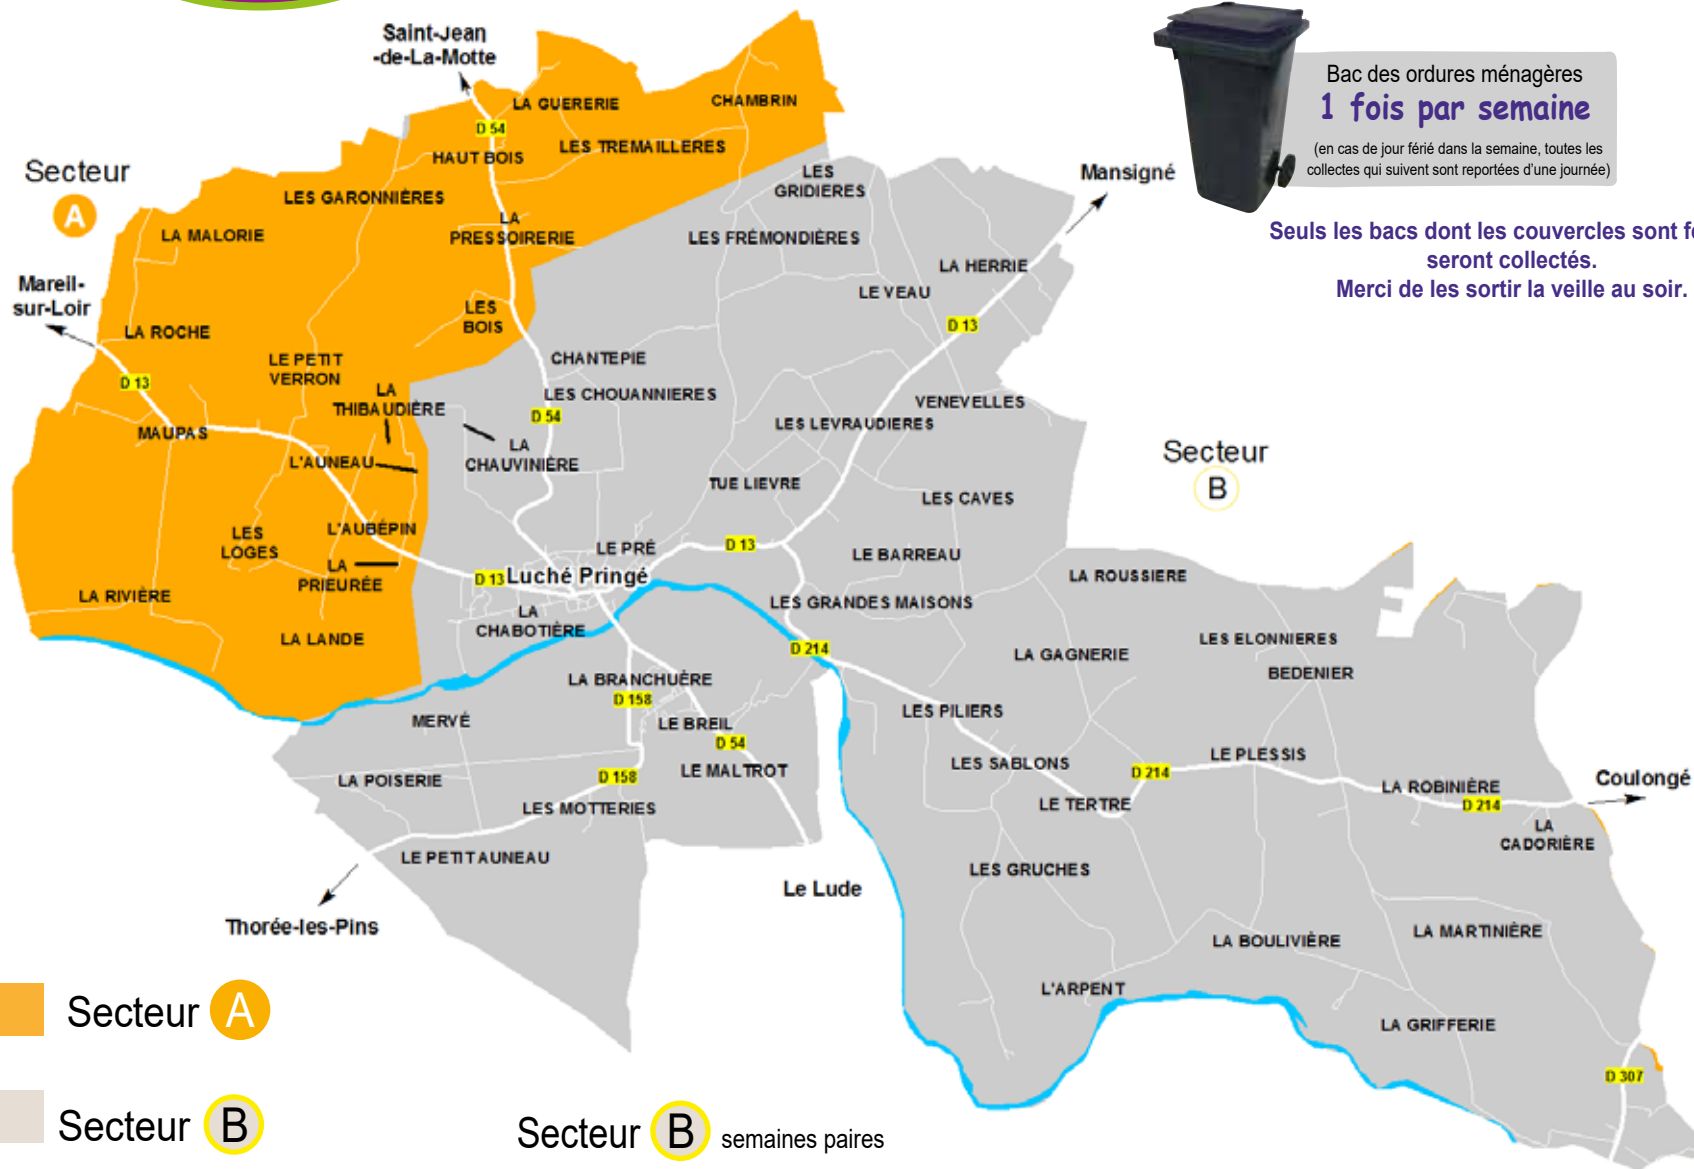 Saint-Jean
-de-La-Motte
LA GUERERIE
CHAMBRIN
D 54
HAUT BOIS
LES TREMAILLERES
Bac des ordures ménagères
1 fois par semaine
(en cas de jour férié dans la semaine, toutes les
collectes qui suivent sont reportées d'une journée)
Secteur
A
LES GARONNIÈRES
LES
GRIDIERES
Mansigné
LA MALORIE
LA
PRESSOIRERIE
LES FRÉMONDIÈRES
Seuls les bacs dont les couvercles sont
seront collectés.
Merci de les sortir la veille au soir.
LA HERRIE
LE VEAU
Mareil-
sur-Loir
LES
BOIS
D 13
LA ROCHE
LE PETIT
VERRON
CHANTEPIE
D 13
LA
THIBAUDIÈRE
LES CHOUANNIERES
D 54
VENEVELLES
LES LEVRAUDIERES
MAUPAS
LA
CHAUVINIÈRE
L'AUNEAU
Secteur
B
TUE LIEVRE
LES CAVES
LES
LOGES
L'AUBÉPIN
LE PRÉ
D 13
LE BARREAU
LA
PRIEURÉE
D 13
Luché Pringé
LA ROUSSIERE
LA RIVIÈRE
LES GRANDES MAISONS
LA
CHABOTIÈRE
LA LANDE
D 214
LES ELONNIERES
LA GAGNERIE
BEDENIER
LA BRANCHUÈRE
D 158
MERVÉ
LE BREIL
LES PILIERS
D 54
LE PLESSIS
LA POISERIE
D 158
LE MALTROT
LES SABLONS
D 214
LA ROBINIÈRE
Coulongé
LES MOTTERIES
LE TERTRE
D 214
LA
CADORIÈRE
LE PETIT AUNEAU
LES GRUCHES
Le Lude
Thorée-les-Pins
LA MARTINIÈRE
LA BOULIVIÈRE
L'ARPENT
Secteur A
LA GRIFFERIE
D 307
Secteur B
Secteur B semaines paires